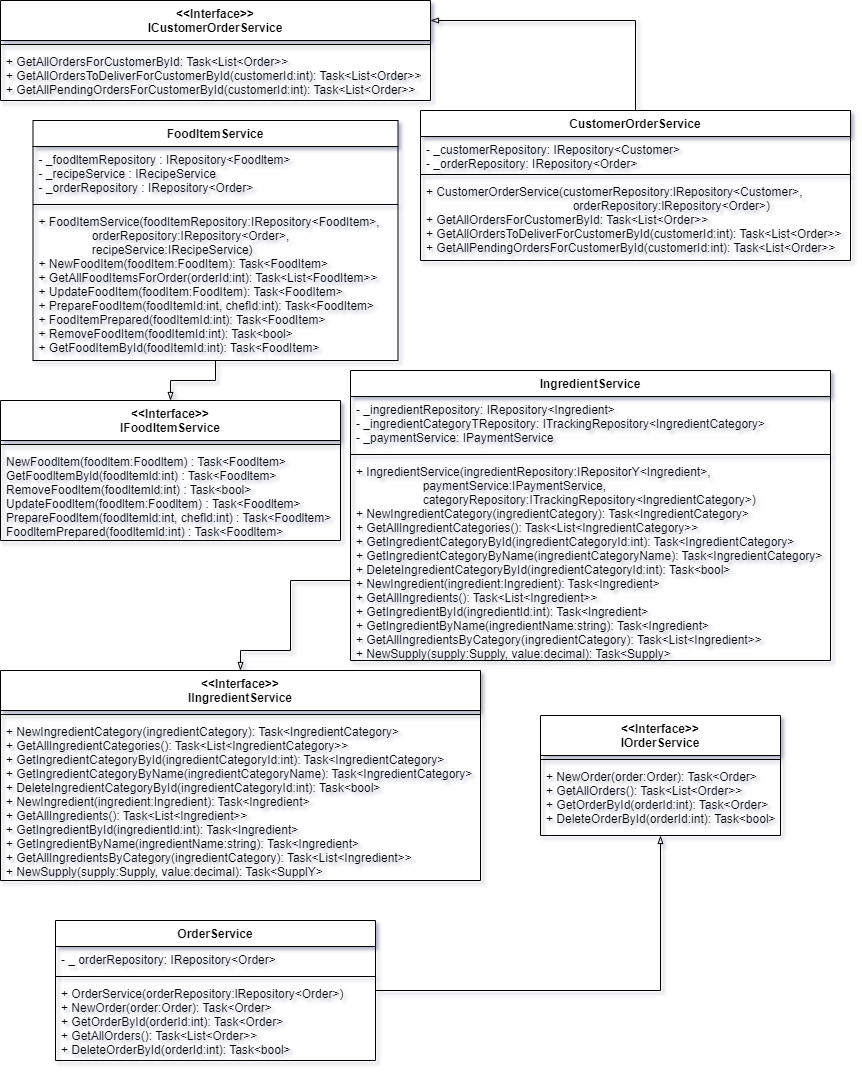 <<Interface>>
ICustomerOrderService
+ GetAllOrdersForCustomerById: Task<List<Order>>
+ GetAllOrdersToDeliverForCustomerById(customerId:int): Task<List<Order>>
+ GetAllPendingOrdersForCustomerById(customerId:int): Task<List<Order>>
CustomerOrderService
- _customerRepository: IRepository<Customer>
- _orderRepository: IRepository<Order>
+ CustomerOrderService(customerRepository:IRepository<Customer>,
orderRepository:IRepository<Order>)
+ GetAllOrdersForCustomerById: Task<List<Order>>
+ GetAllOrdersToDeliverForCustomerById(customerId:int): Task<List<Order>>
+ GetAllPendingOrdersForCustomerById(customerId:int): Task<List<Order>>
FoodItemService
- _foodItemRepository : IRepository<FoodItem>
- _recipeService : IRecipeService
- _orderRepository : IRepository<Order>
+ FoodItemService(foodItemRepository:IRepository<FoodItem>,
orderRepository:IRepository<Order>,
recipeService:IRecipeService)
+ NewFoodItem(foodItem:FoodItem): Task<FoodItem>
+ GetAllFoodItemsForOrder(orderId:int): Task<List<FoodItem>>
+ UpdateFoodItem(foodItem:FoodItem): Task<FoodItem>
+ PrepareFoodItem(foodItemId:int, chefId:int): Task<FoodItem>
+ FoodItemPrepared(foodItemId:int): Task<FoodItem>
+ RemoveFoodItem(foodItemId:int): Task<bool>
+ GetFoodItemById(foodItemId:int): Task<FoodItem>
<<Interface>>
IFoodItemService
NewFoodItem(foodItem:FoodItem) : Task<FoodItem>
GetFoodItemById(foodItemId:int) : Task<FoodItem>
RemoveFoodItem(foodItemId:int) : Task<bool>
UpdateFoodItem(foodItem:FoodItem) : Task<FoodItem>
PrepareFoodItem(foodItemId:int, chefId:int) : Task<FoodItem>
FoodItemPrepared(foodItemId:int) : Task<FoodItem>
IngredientService
- _ingredientRepository: IRepository<Ingredient>
- _ingredientCategoryTRepository: ITrackingRepository<IngredientCategory>
- _paymentService: IPaymentService
+ IngredientService(ingredientRepository:IRepositorY<Ingredient>,
paymentService:IPaymentService,
categoryRepository:ITrackingRepository<IngredientCategory>)
+ NewIngredientCategory(ingredientCategory): Task<IngredientCategory>
+ GetAllIngredientCategories(): Task<List<IngredientCategory>>
+ GetIngredientCategoryById(ingredientCategoryId:int): Task<IngredientCategory>
+ GetIngredientCategoryByName(ingredientCategoryName): Task<IngredientCategory>
+ DeleteIngredientCategoryById(ingredientCategoryId:int): Task<bool>
+ NewIngredient(ingredient:Ingredient): Task<Ingredient>
+ GetAllIngredients(): Task<List<Ingredient>>
+ GetIngredientById(ingredientId:int): Task<Ingredient>
+ GetIngredientByName(ingredientName:string): Task<Ingredient>
+ GetAllIngredientsByCategory(ingredientCategory): Task<List<Ingredient>>
+ NewSupply(supply:Supply, value:decimal): Task<Supply>
<<Interface>>
IIngredientService
+ NewIngredientCategory(ingredientCategory): Task<IngredientCategory>
+ GetAllIngredientCategories(): Task<List<IngredientCategory>>
+ GetIngredientCategoryById(ingredientCategoryId:int): Task<IngredientCategory>
+ GetIngredientCategoryByName(ingredientCategoryName): Task<IngredientCategory>
+ DeleteIngredientCategoryById(ingredientCategoryId:int): Task<bool>
+ NewIngredient(ingredient:Ingredient): Task<Ingredient>
+ GetAllIngredients(): Task<List<Ingredient>>
+ GetIngredientById(ingredientId:int): Task<Ingredient>
+ GetIngredientByName(ingredientName:string): Task<Ingredient>
+ GetAllIngredientsByCategory(ingredientCategory): Task<List<Ingredient>>
+ NewSupply(supply:Supply, value:decimal): Task<SupplY>
<<Interface>>
IOrderService
+ NewOrder(order:Order): Task<Order>
+ GetAllOrders(): Task<List<Order>>
+ GetOrderById(orderId:int): Task<Order>
+ DeleteOrderById(orderId:int): Task<bool>
OrderService
- _ orderRepository: IRepository<Order>
+ OrderService(orderRepository:IRepository<Order>)
+ NewOrder(order:Order): Task<Order>
+ GetOrderById(orderId:int): Task<Order>
+ GetAllOrders(): Task<List<Order>>
+ DeleteOrderById(orderId:int): Task<bool>